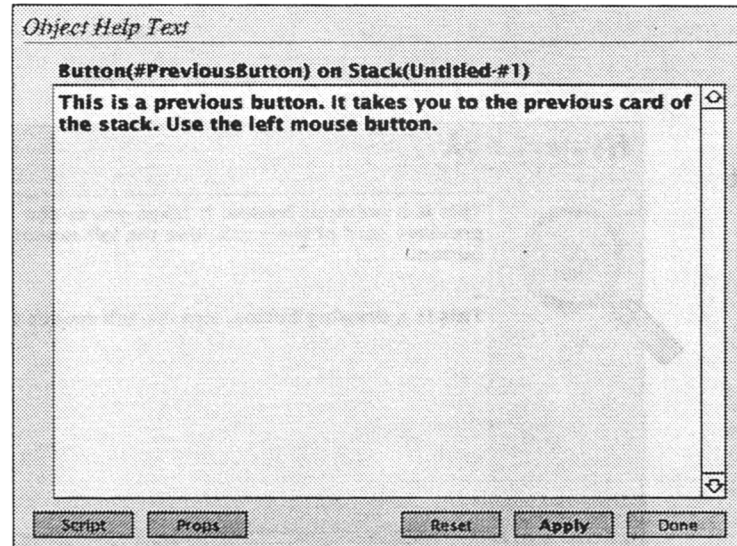 Object Help Text
Button(#PreviousButton) on Stack(Untitled-#1)
This is a previous button. It takes you to the previous card of
the stack. Use the left mouse button.
Script Props Reset Apply Done